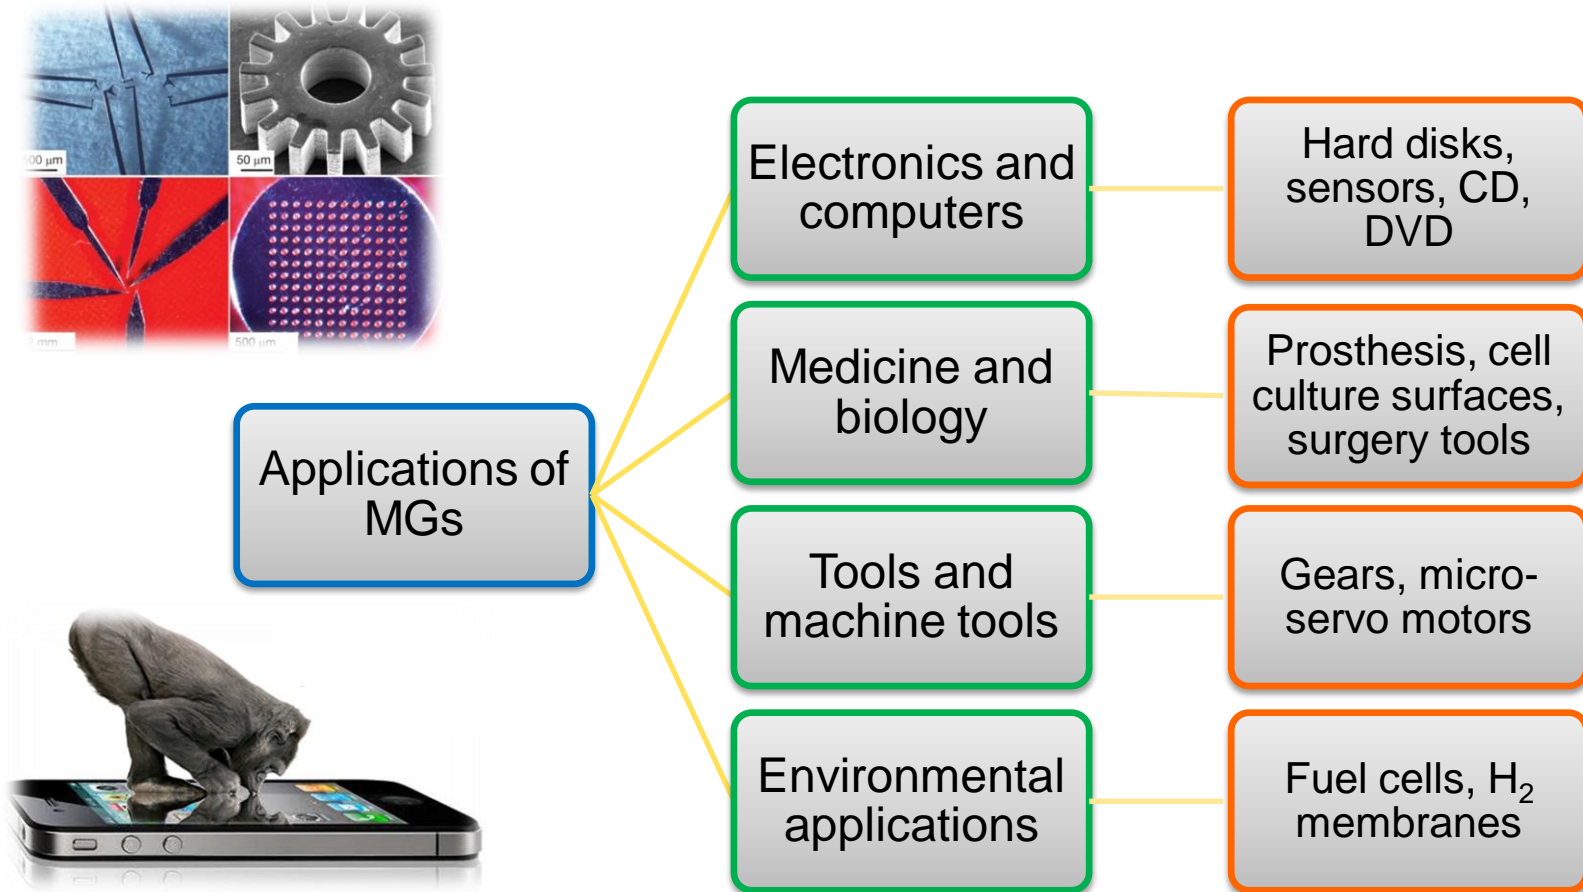 500 μm
50 μm
2 mm
500 μm
Applications of
MGs
Electronics and
computers
Hard disks,
sensors, CD,
DVD
Medicine and
biology
Prosthesis, cell
culture surfaces,
surgery tools
Tools and
machine tools
Gears, micro-
servo motors
Environmental
applications
Fuel cells, H₂
membranes